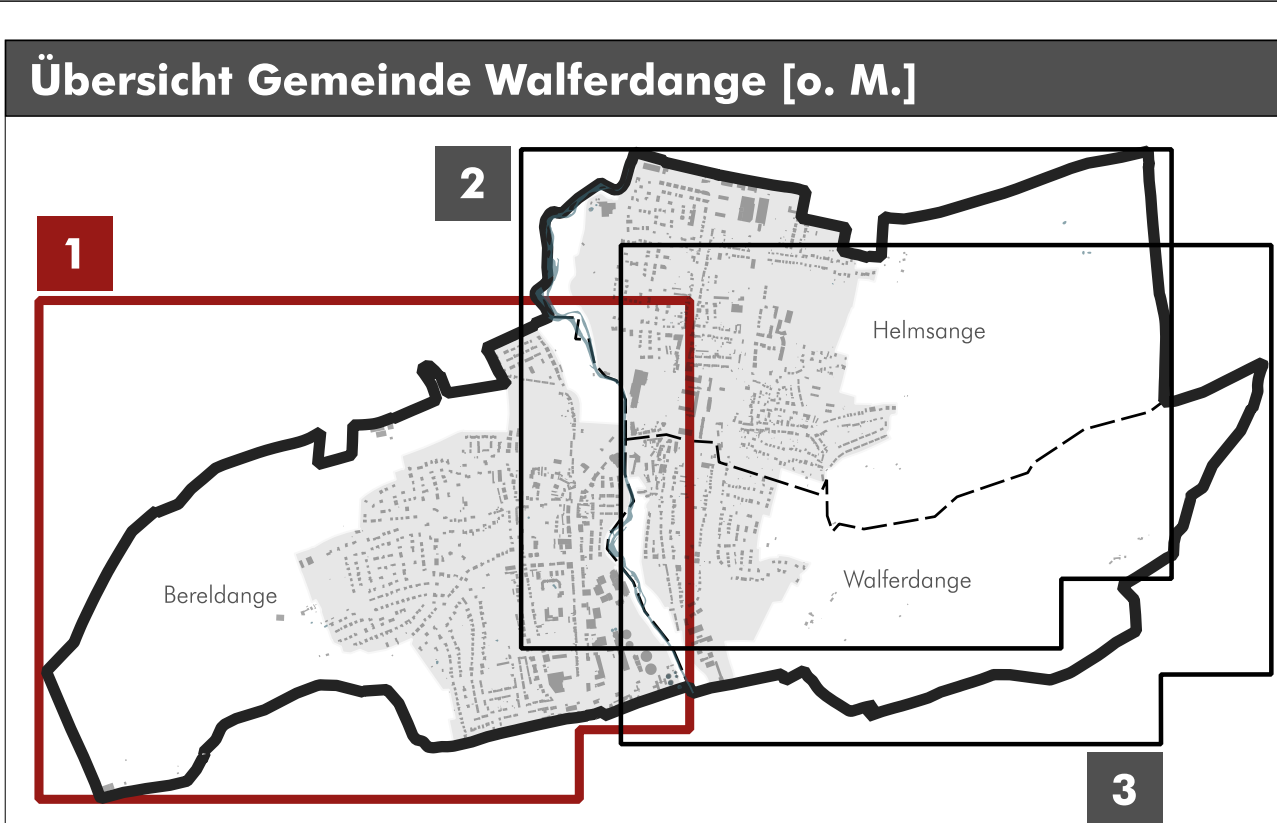 Übersicht Gemeinde Walferdange [o. M.]
2
1
Helmsange
Bereldange
Walferdange
3